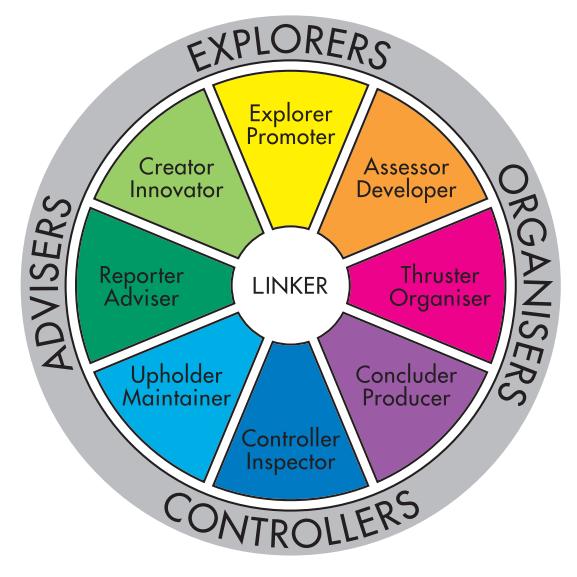 EXPLORERS
Explorer
Promoter
Creator
Innovator
Assessor
Developer
ADVISERS
ORGANISERS
Reporter
Adviser
LINKER
Thruster
Organiser
Upholder
Maintainer
Concluder
Producer
Controller
Inspector
CONTROLLERS